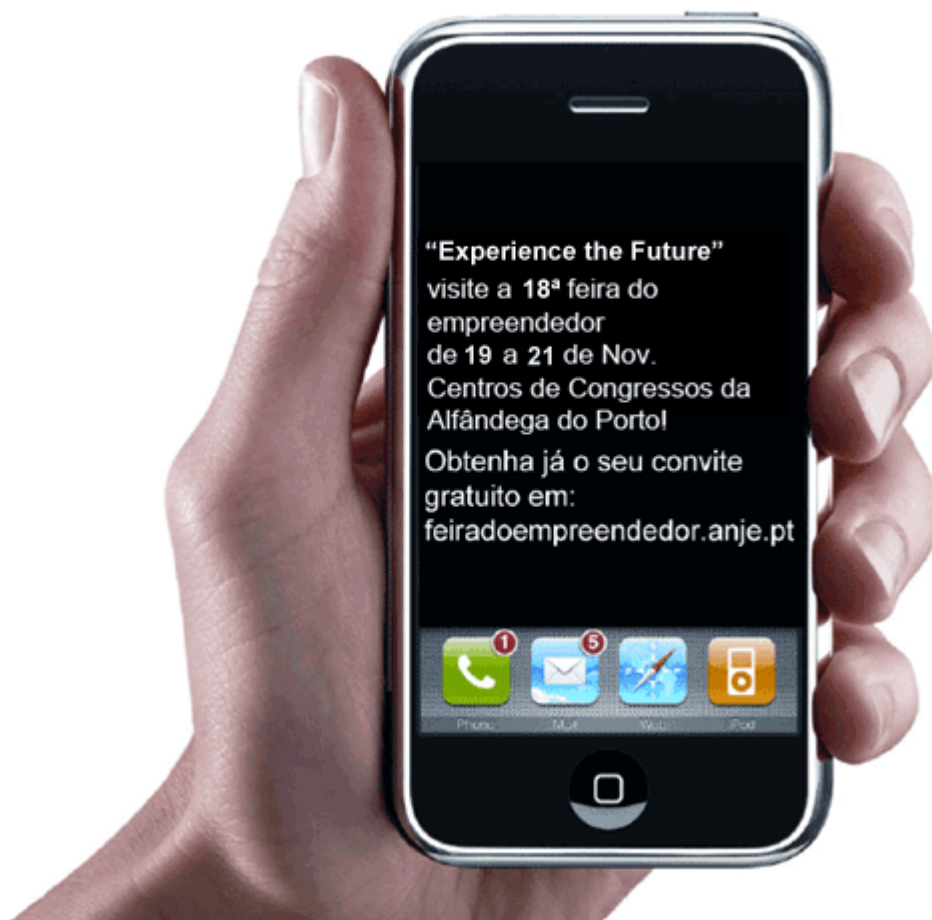 “Experience the Future”
visite a 18ª feira do
empreendedor
de 19 a 21 de Nov.
Centros de Congressos da
Alfândega do Porto!
Obtenha já o seu convite
gratuito em:
feiradoempreendedor.anje.pt
1 5
Phone Mail Web iPod